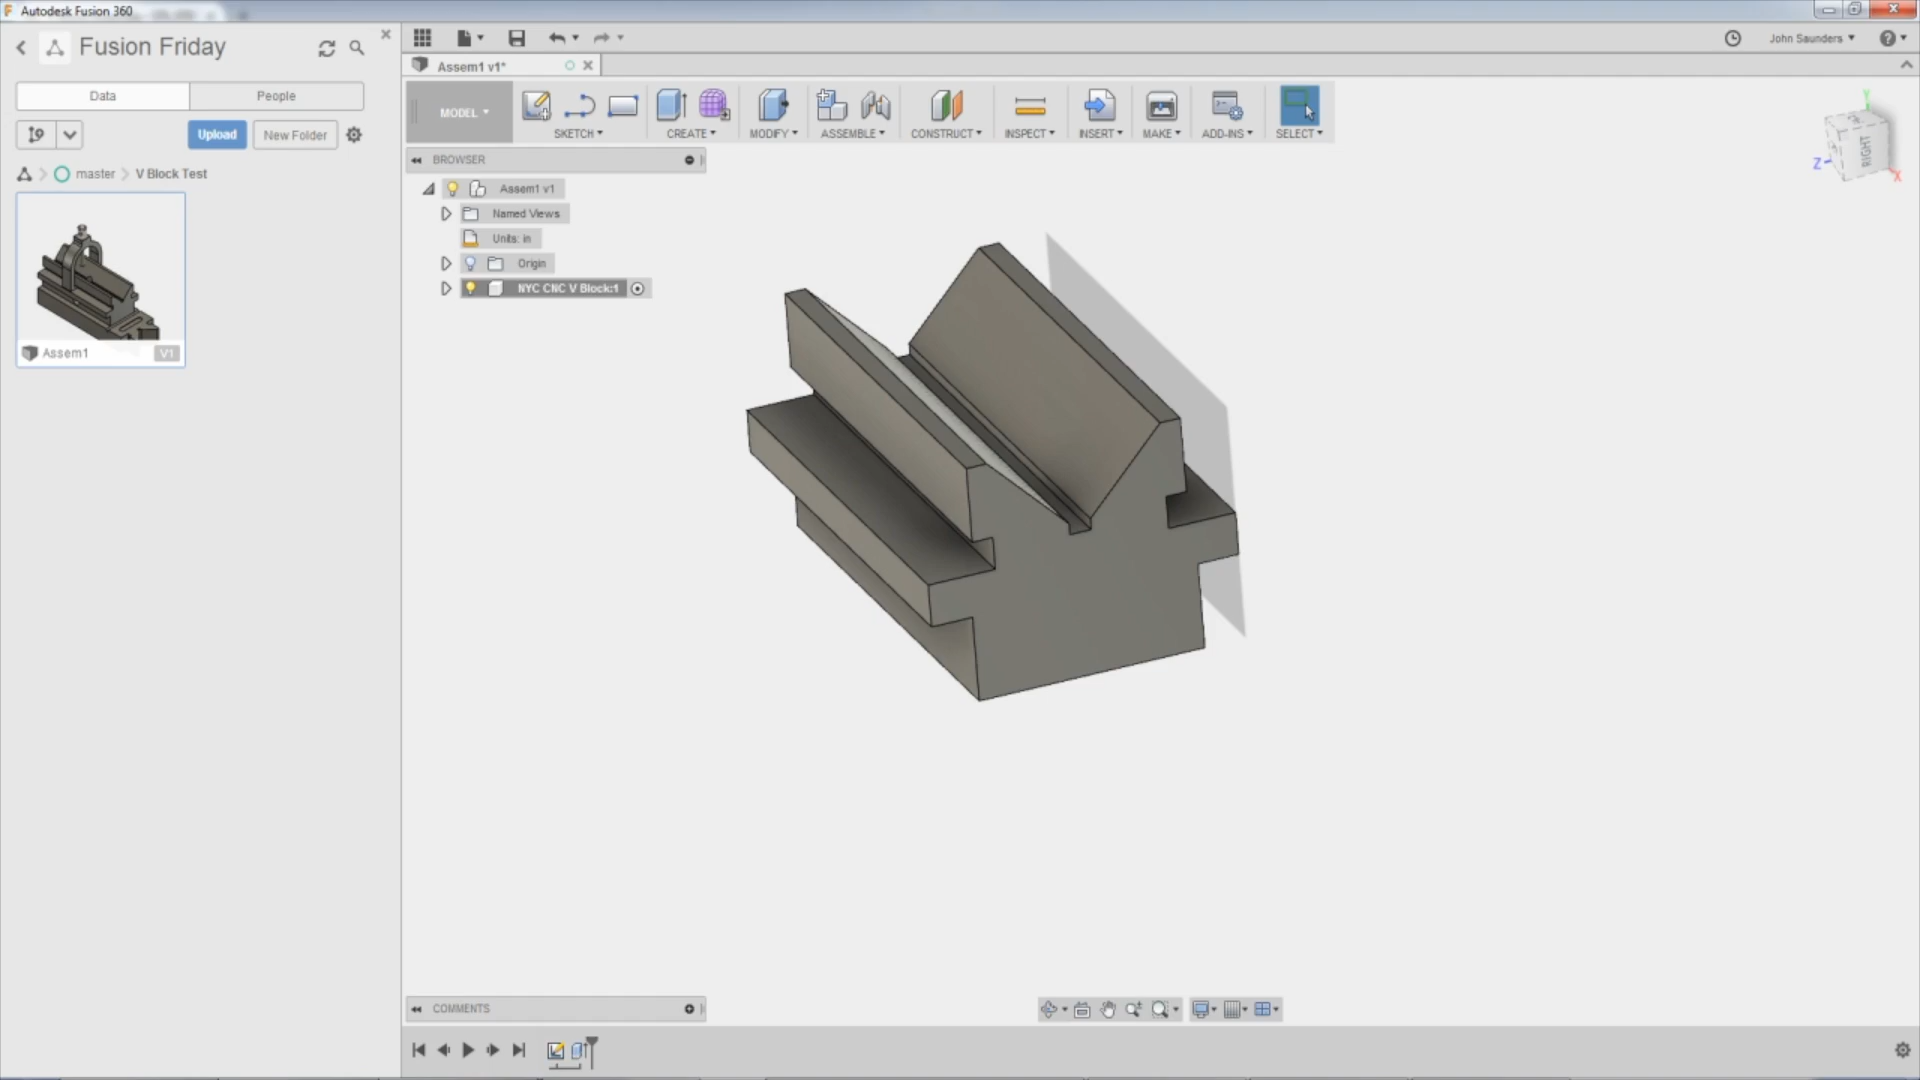 Autodesk Fusion 360
Fusion Friday
Data
People
Upload
New Folder
master
V Block Test
Assem1
V1
John Saunders
Assem1 v1*
MODEL
SKETCH
CREATE
MODIFY
ASSEMBLE
CONSTRUCT
INSPECT
INSERT
MAKE
ADD-INS
SELECT
BROWSER
Assem1 v1
Named Views
Units: in
Origin
NYC CNC V Block:1
Y
Z
X
RIGHT
COMMENTS